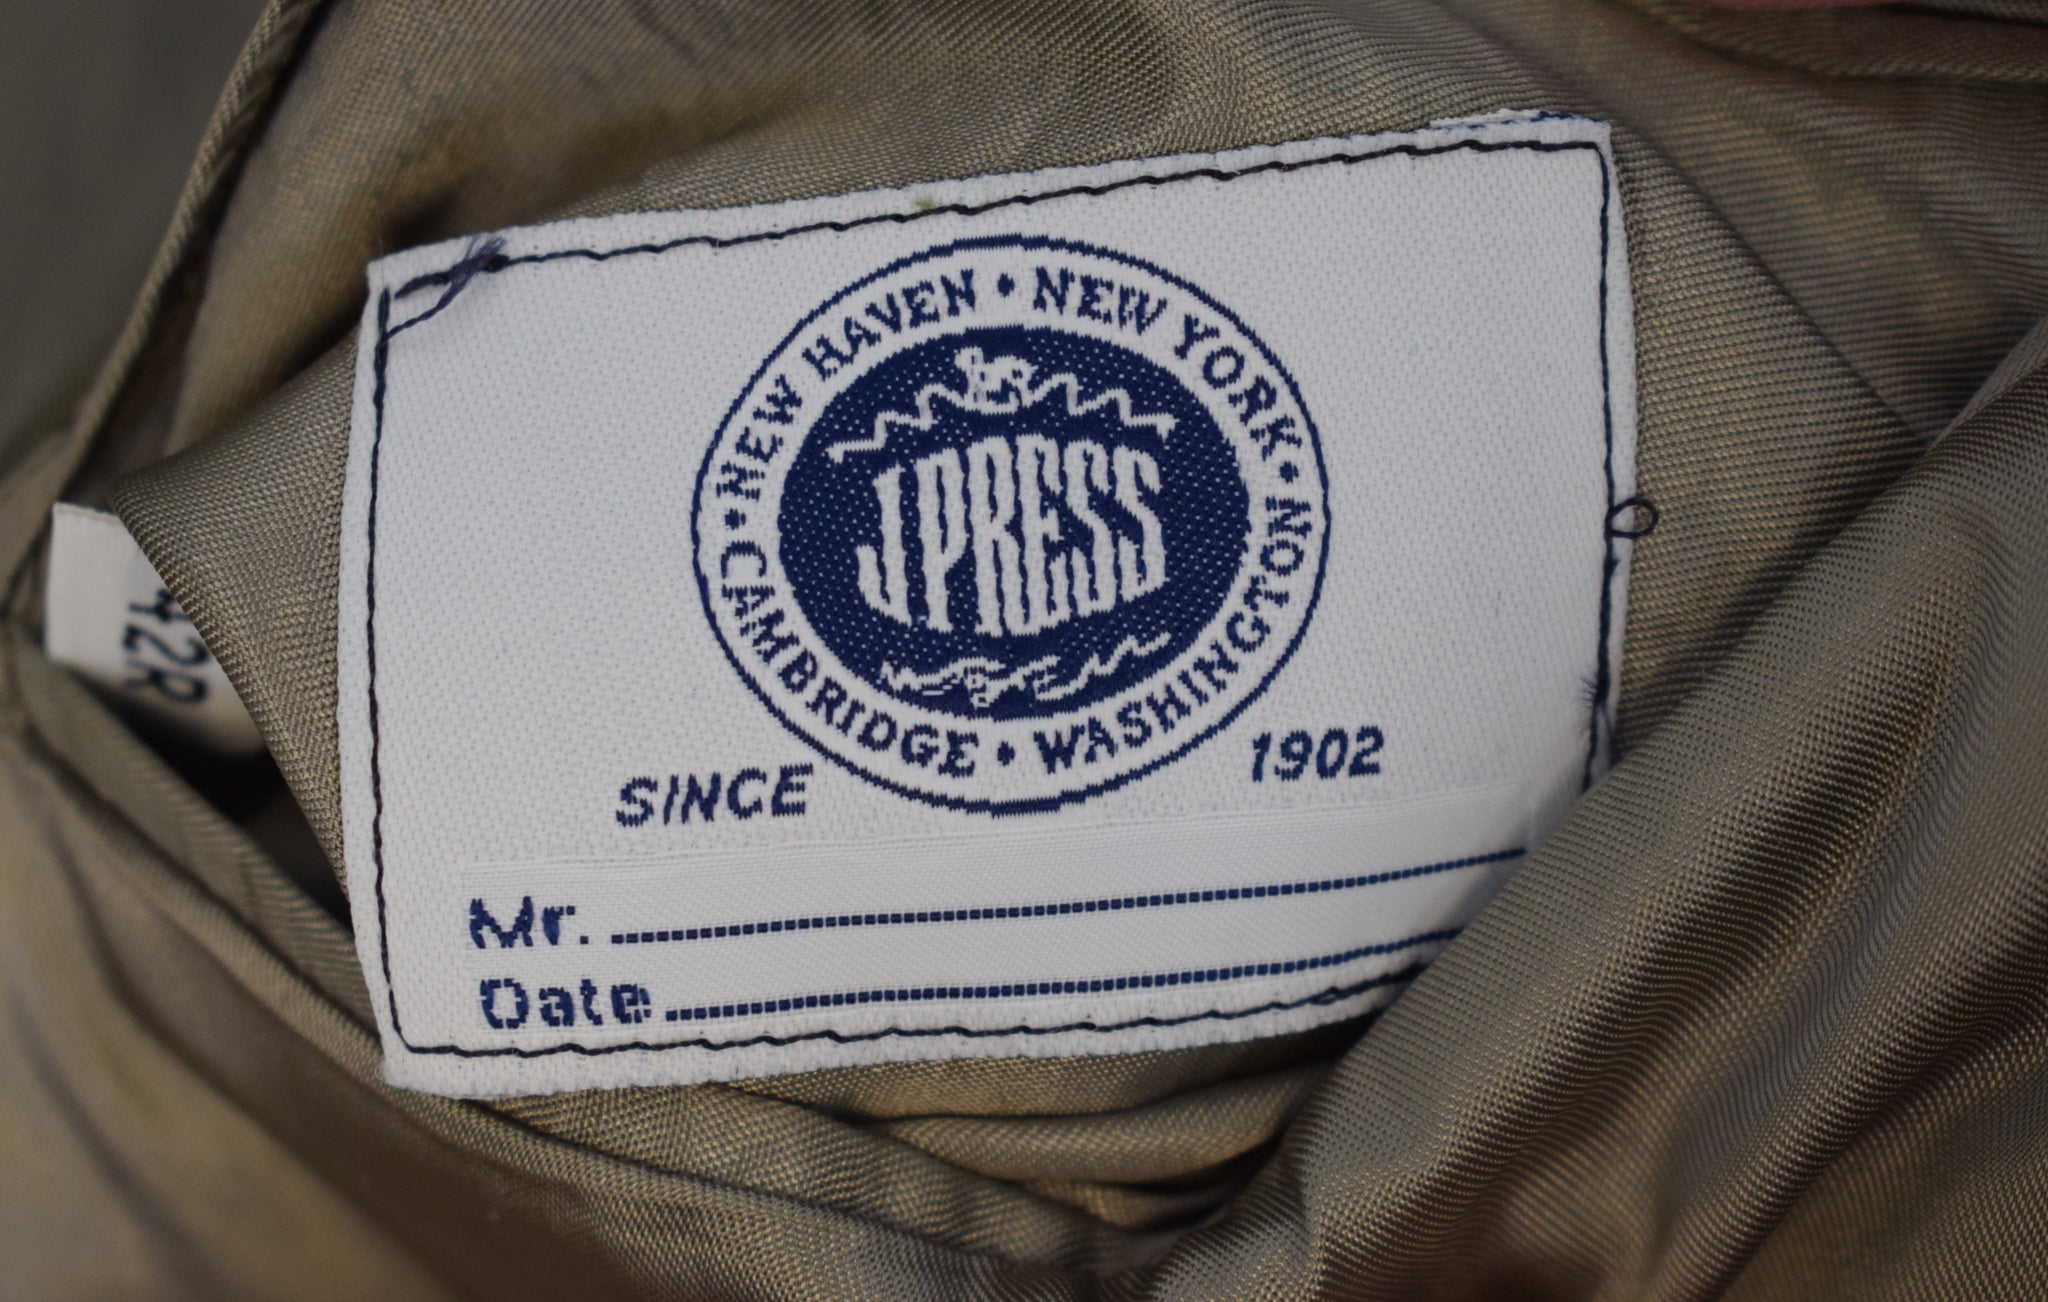 NEW HAVEN • NEW YORK • WASHINGTON • CAMBRIDGE •
J.PRESS
SINCE 1902
Mr.
Date
42R